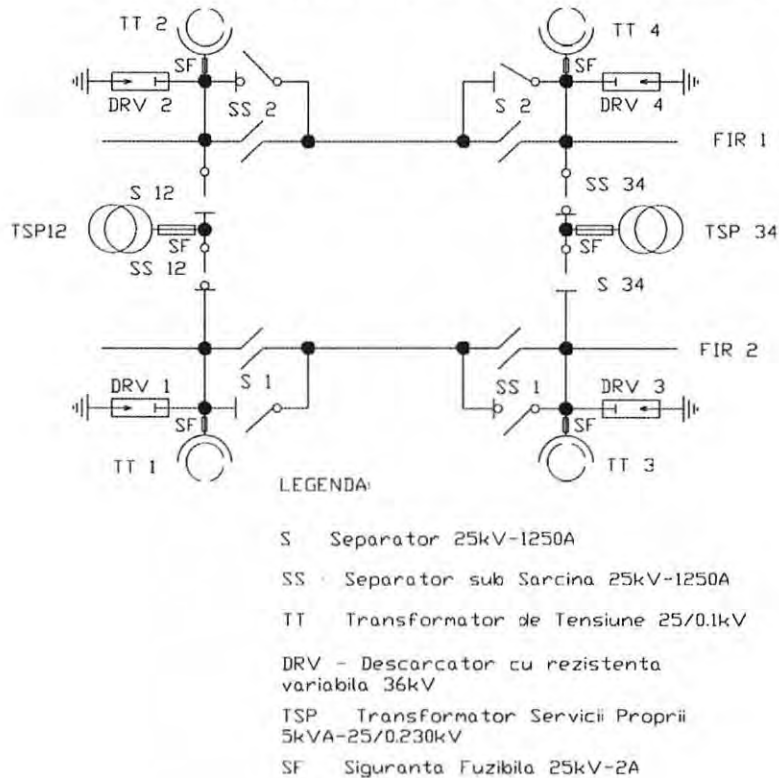 TT 2
TT 4
SF
SF
DRV 2
SS 2
S 2
DRV 4
FIR 1
S 12
SS 34
TSP12
TSP 34
SF
SF
SS 12
S 34
FIR 2
DRV 1
S 1
SS 1
DRV 3
SF
SF
TT 1
TT 3
LEGENDA:
S Separator 25kV-1250A
SS Separator sub Sarcina 25kV-1250A
TT Transformator de Tensiune 25/0.1kV
DRV - Descarcator cu rezistenta
variabila 36kV
TSP Transformator Servicii Proprii
5kVA-25/0.230kV
SF Siguranta Fuzibila 25kV-2A